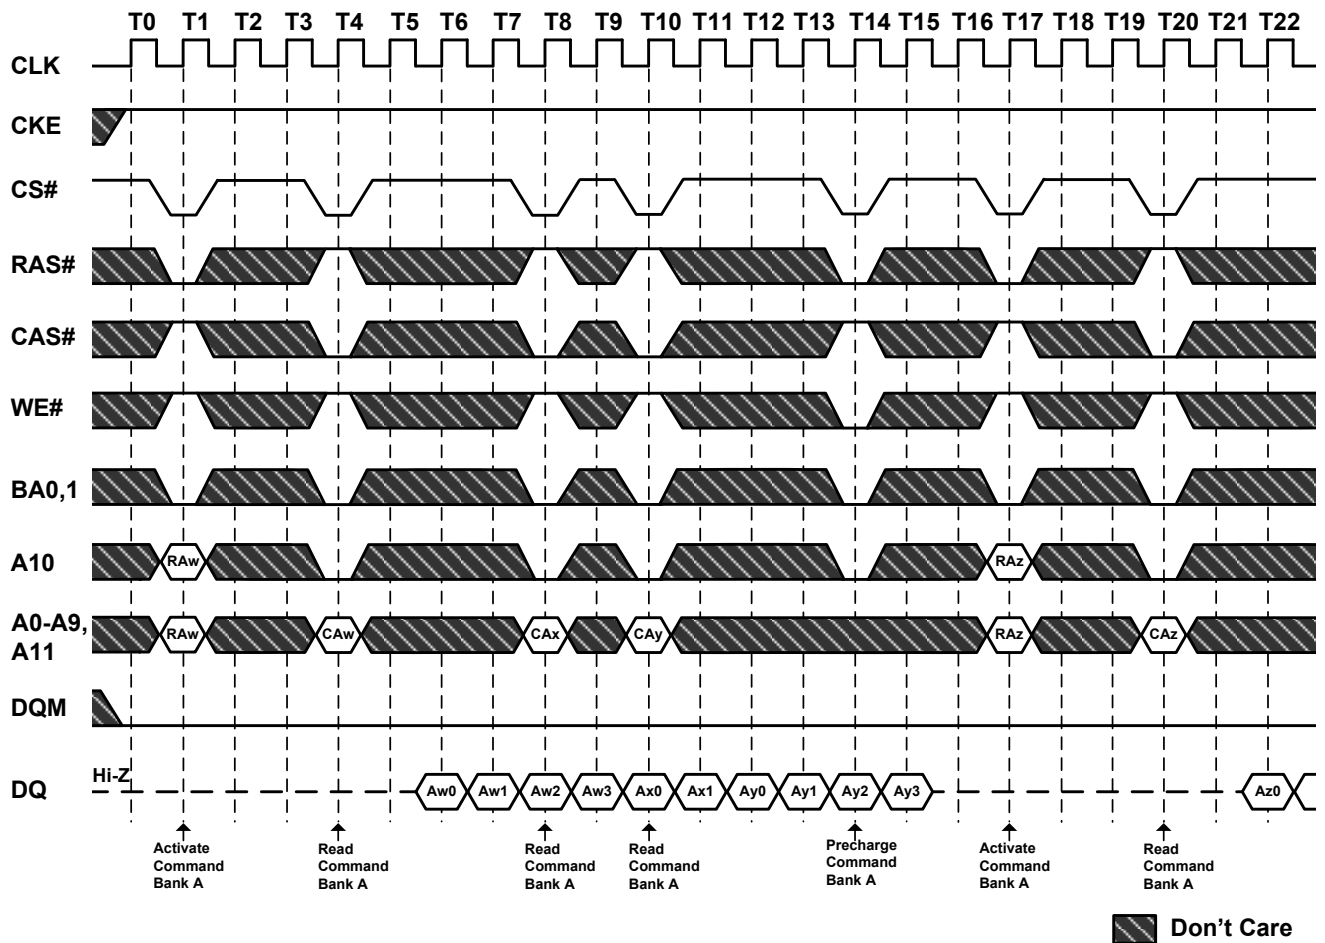 T0 T1 T2 T3 T4 T5 T6 T7 T8 T9 T10 T11 T12 T13 T14 T15 T16 T17 T18 T19 T20 T21 T22
CLK
CKE
CS#
RAS#
CAS#
WE#
BA0,1
A10
RAw RAz
A0-A9,
A11
RAw CAw CAx CAy RAz CAz
DQM
Hi-Z
DQ
Aw0 Aw1 Aw2 Aw3 Ax0 Ax1 Ay0 Ay1 Ay2 Ay3 Az0
Activate
Command
Bank A
Read
Command
Bank A
Read
Command
Bank A
Read
Command
Bank A
Precharge
Command
Bank A
Activate
Command
Bank A
Read
Command
Bank A
Don't Care